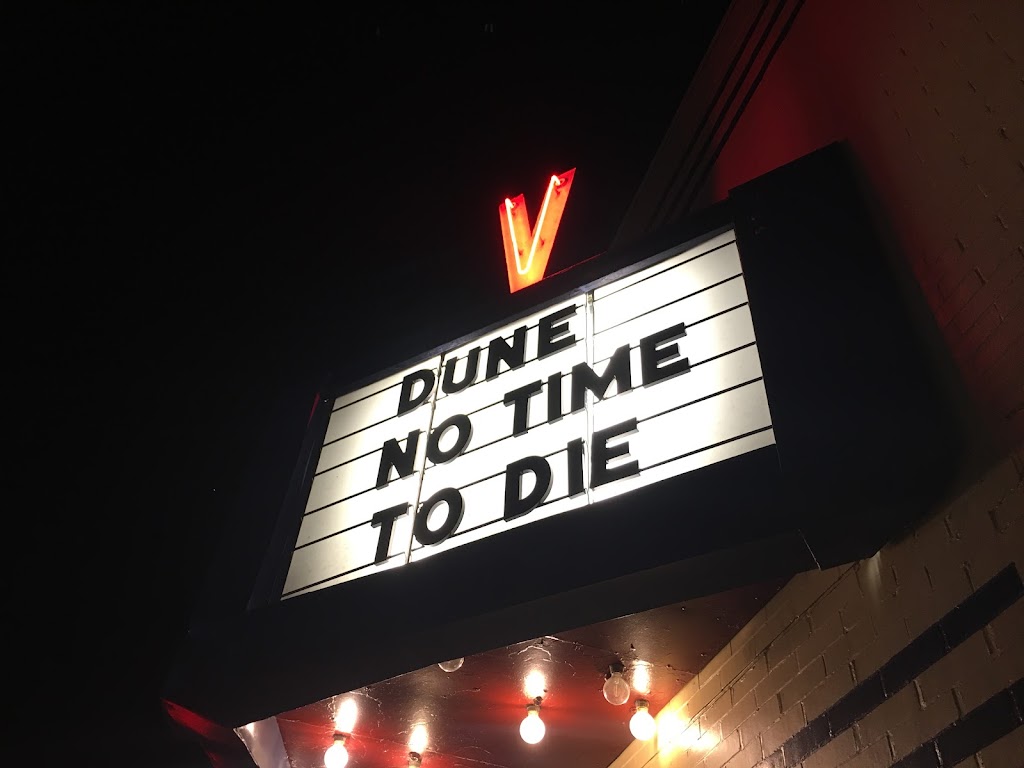 V
DUNE
NO TIME
TO DIE